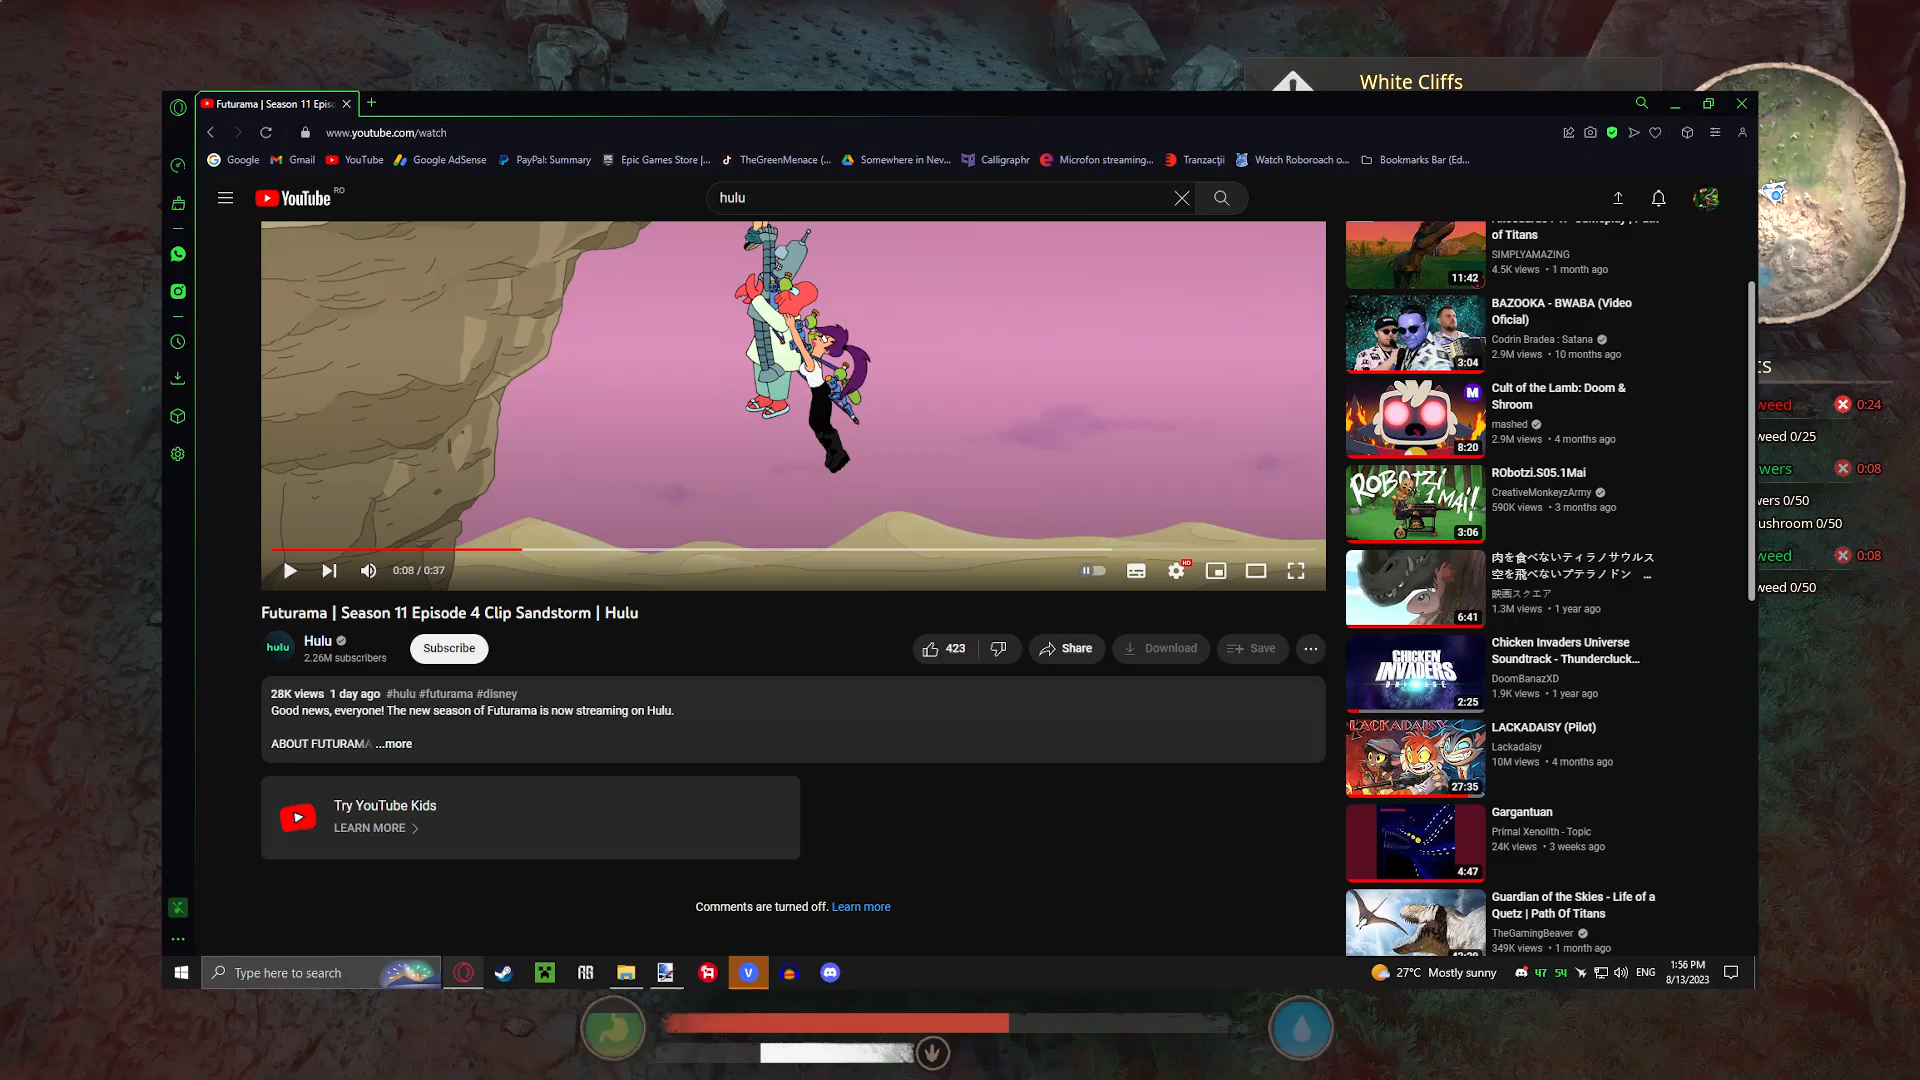 White Cliffs
Futurama | Season 11 Epis
www.youtube.com/watch
Google
Gmail
YouTube
Google AdSense
PayPal: Summary
Epic Games Store |...
TheGreenMenace (...
Somewhere in Nev...
Calligraphr
Microfon streaming...
Tranzacții
Watch Roboroach o...
Bookmarks Bar (Ed...
YouTube RO
hulu
0:08 / 0:37
HD
Futurama | Season 11 Episode 4 Clip Sandstorm | Hulu
hulu
Hulu
2.26M subscribers
Subscribe
423
Share
Download
Save
28K views 1 day ago #hulu #futurama #disney
Good news, everyone! The new season of Futurama is now streaming on Hulu.
ABOUT FUTURAMA ...more
Try YouTube Kids
LEARN MORE
Comments are turned off. Learn more
of Titans
SIMPLYAMAZING
4.5K views • 1 month ago
11:42
BAZOOKA - BWABA (Video
Oficial)
Codrin Bradea : Satana
2.9M views • 10 months ago
3:04
Cult of the Lamb: Doom &
Shroom
mashed
2.9M views • 4 months ago
M
8:20
RObotzi.S05.1Mai
CreativeMonkeyzArmy
590K views • 3 months ago
ROBOTZI
1 MAI!
3:06
肉を食べないティラノサウルス
空を飛べないプテラノドン ...
映画スクエア
1.3M views • 1 year ago
6:41
Chicken Invaders Universe
Soundtrack - Thundercluck...
DoomBanazXD
1.9K views • 1 year ago
CHICKEN
INVADERS
UNIVERSE
2:25
LACKADAISY (Pilot)
Lackadaisy
10M views • 4 months ago
LACKADAISY
27:35
Gargantuan
Primal Xenolith - Topic
24K views • 3 weeks ago
4:47
Guardian of the Skies - Life of a
Quetz | Path Of Titans
TheGamingBeaver
349K views • 1 month ago
ts
weed
0:24
weed 0/25
wers
0:08
wers 0/50
ushroom 0/50
weed
0:08
weed 0/50
Type here to search
27°C Mostly sunny
47
54
ENG
1:56 PM
8/13/2023